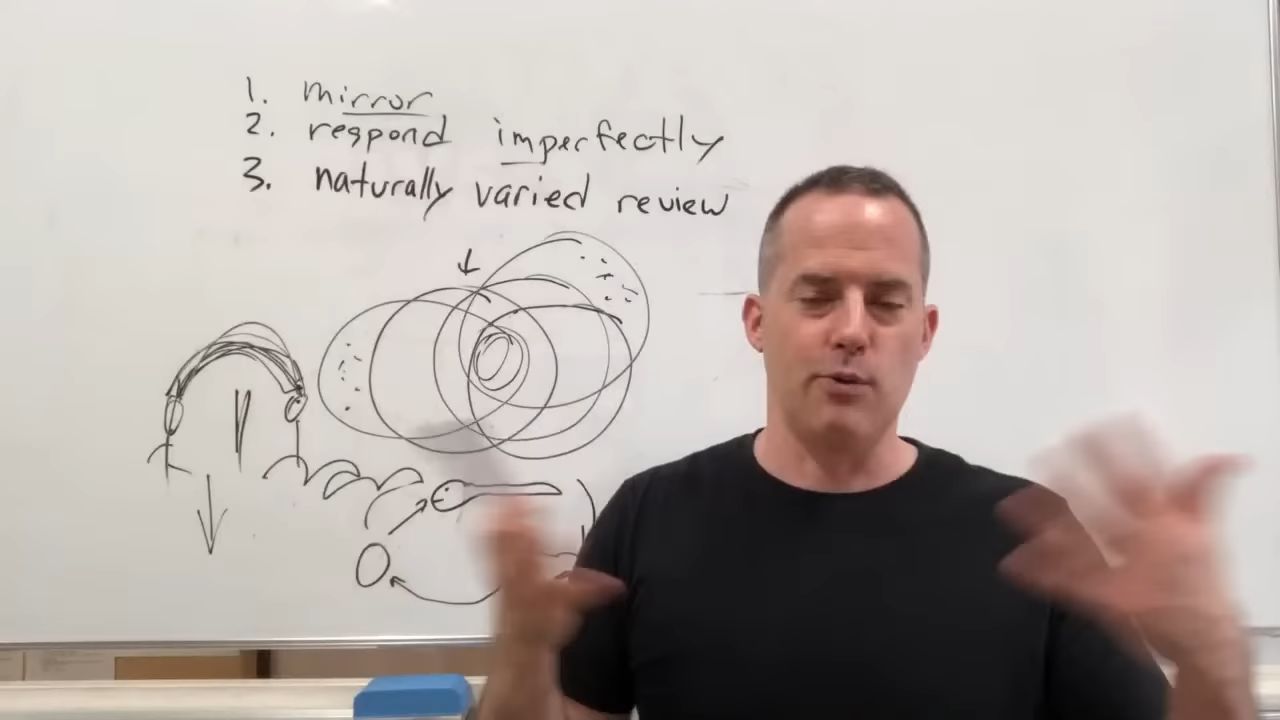 1. mirror
2. respond imperfectly
3. naturally varied review